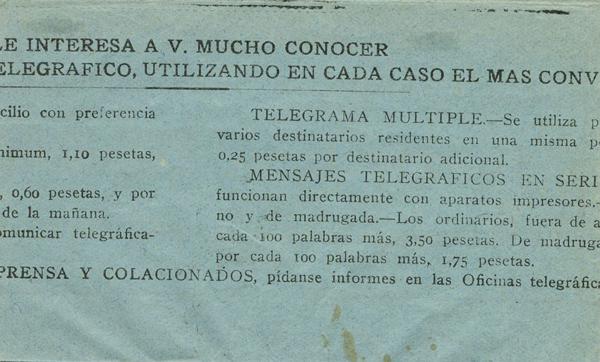 LE INTERESA A V. MUCHO CONOCER
ELEGRAFICO, UTILIZANDO EN CADA CASO EL MAS CONV
cilio con preferencia
nimum, 1,10 pesetas,
, 0,60 pesetas, y por
de la mañana.
omunicar telegráfica-
TELEGRAMA MULTIPLE.—Se utiliza p
varios destinatarios residentes en una misma p
0,25 pesetas por destinatario adicional.
MENSAJES TELEGRAFICOS EN SERI
funcionan directamente con aparatos impresores.—
no y de madrugada.—Los ordinarios, fuera de a
cada 100 palabras más, 3,50 pesetas. De madruga
por cada 100 palabras más, 1,75 pesetas.
PRENSA Y COLACIONADOS, pídanse informes en las Oficinas telegráfica